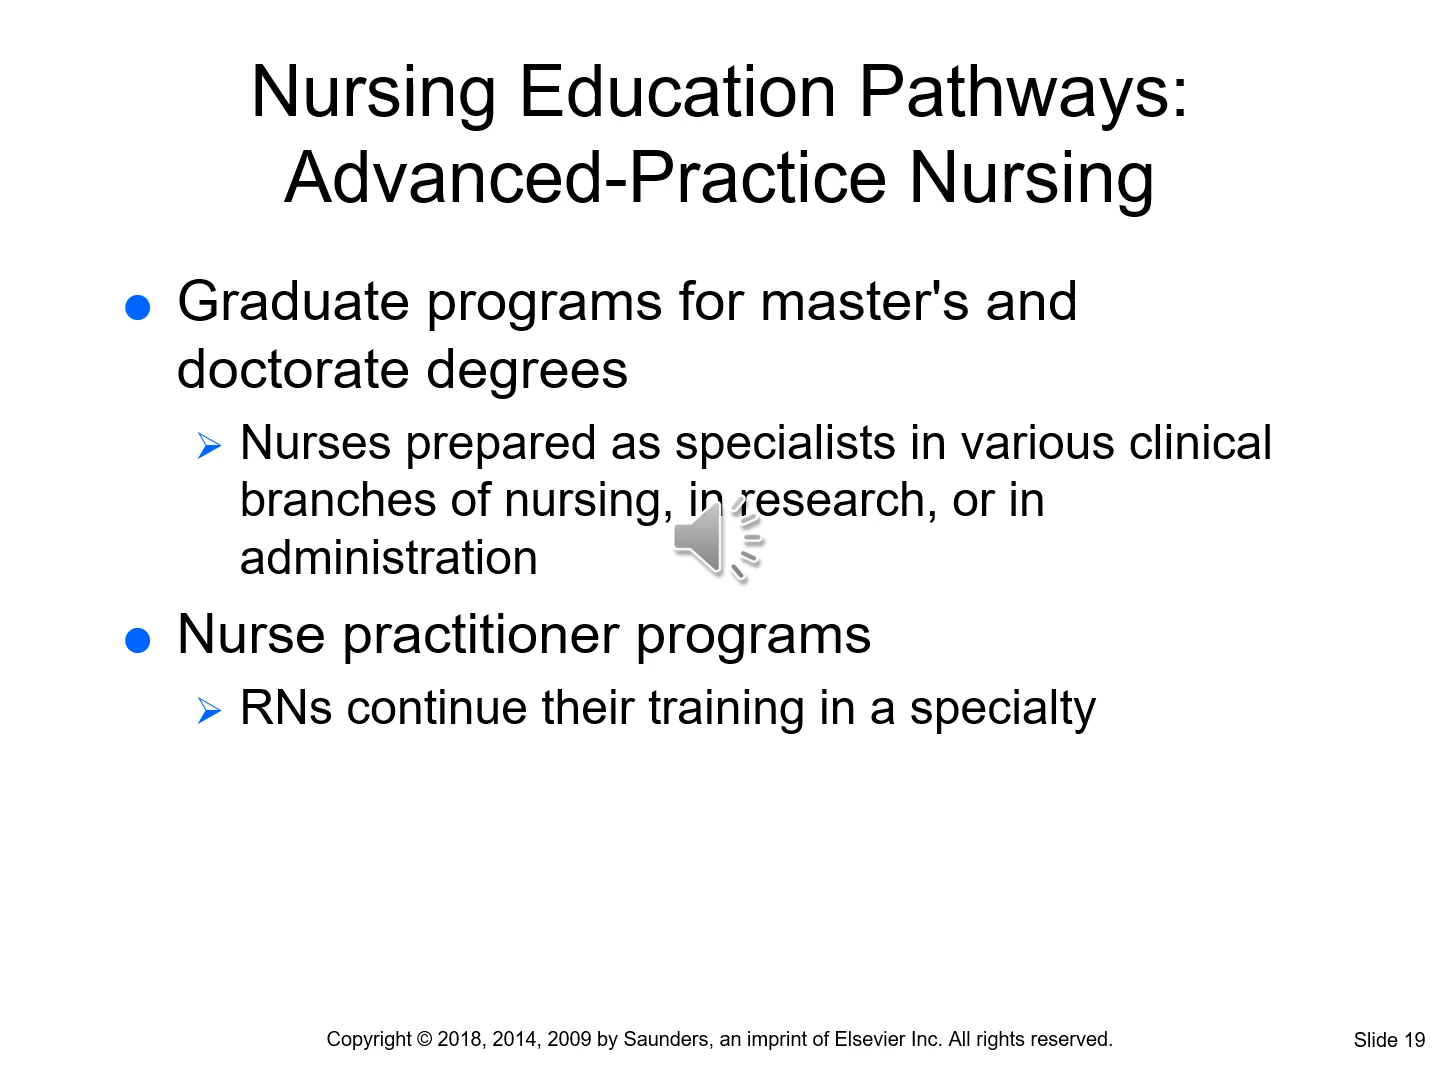 Nursing Education Pathways:
Advanced-Practice Nursing
Graduate programs for master's and
doctorate degrees
Nurses prepared as specialists in various clinical
branches of nursing, in research, or in
administration
Nurse practitioner programs
RNs continue their training in a specialty
Copyright © 2018, 2014, 2009 by Saunders, an imprint of Elsevier Inc. All rights reserved.
Slide 19